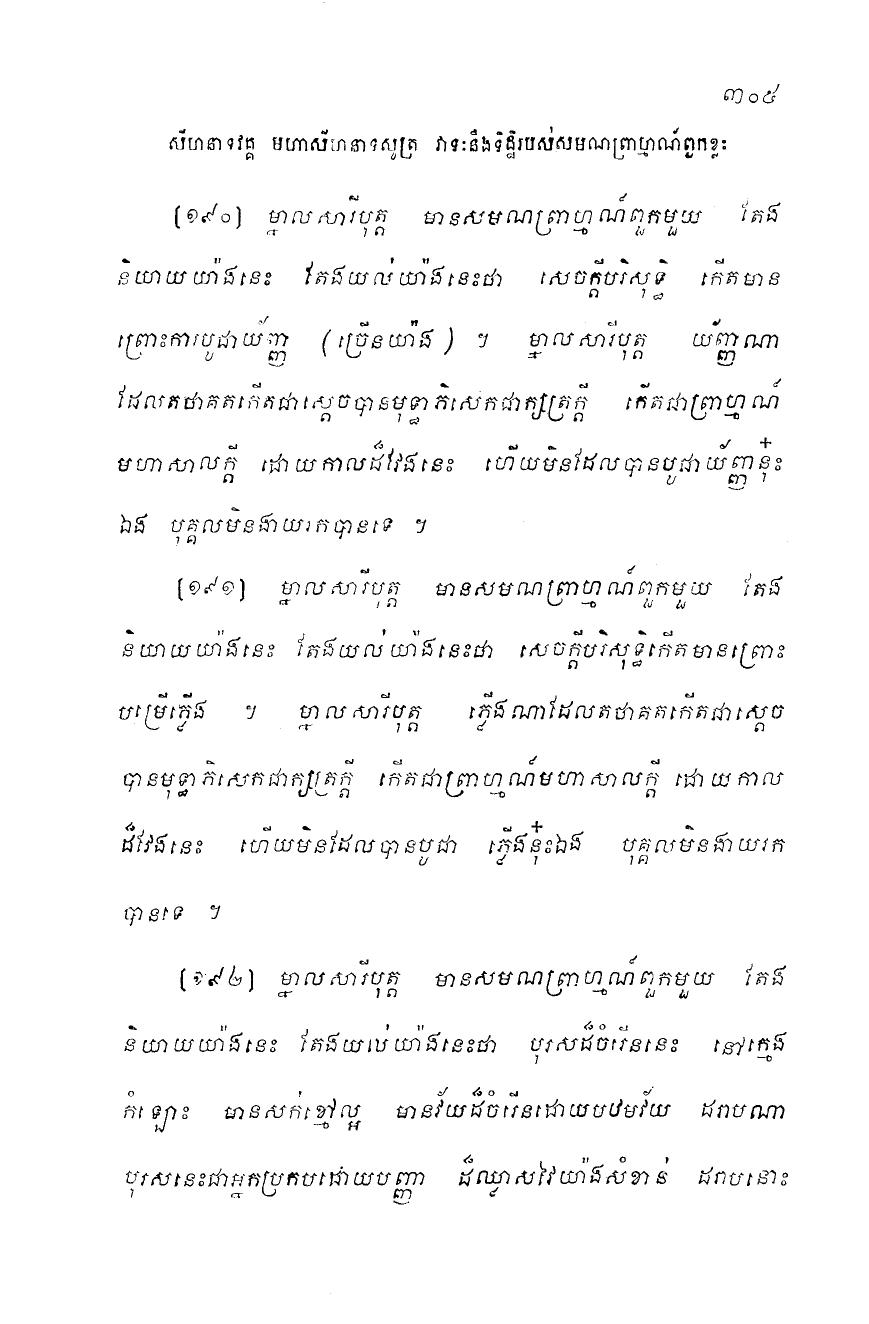 ៣០៥
សីហនាទវគ្គ មហាសីហនាទសូត្រ វាទៈនឹងទិដ្ឋិរបស់សមណព្រាហ្មណ៍ពួកខ្លះ
(១៩០) ម្នាលសារីបុត្ត មានសមណព្រាហ្មណ៍ពួកមួយ តែង
និយាយយ៉ាងនេះ តែងយល់យ៉ាងនេះថា សេចក្តីបរិសុទ្ធិ កើតមាន
ព្រោះការបូជាយ័ញ្ញ (ច្រើនយ៉ាង) ។ ម្នាលសារីបុត្ត យ័ញ្ញណា
ដែលតថាគតកើតជាស្តេចបានមុទ្ធាភិសេកជាក្សត្រក្តី កើតជាព្រាហ្មណ៍
មហាសាលក្តី ដោយកាលដ៏វែងនេះ ហើយមិនដែលបានបូជាយ័ញ្ញនុ៎ះ
ឯង បុគ្គលមិនងាយរកបានទេ ។
(១៩១) ម្នាលសារីបុត្ត មានសមណព្រាហ្មណ៍ពួកមួយ តែង
និយាយយ៉ាងនេះ តែងយល់យ៉ាងនេះថា សេចក្តីបរិសុទ្ធិកើតមានព្រោះ
បម្រើភ្លើង ។ ម្នាលសារីបុត្ត ភ្លើងណាដែលតថាគតកើតជាស្តេច
បានមុទ្ធាភិសេកជាក្សត្រក្តី កើតជាព្រាហ្មណ៍មហាសាលក្តី ដោយកាល
ដ៏វែងនេះ ហើយមិនដែលបានបូជា ភ្លើងនុ៎ះឯង បុគ្គលមិនងាយរក
បានទេ ។
(១៩២) ម្នាលសារីបុត្ត មានសមណព្រាហ្មណ៍ពួកមួយ តែង
និយាយយ៉ាងនេះ តែងយល់យ៉ាងនេះថា បុរសដ៏ចំរើននេះ នៅក្មេង
កំឡោះ មានសក់ខ្មៅល្អ មានវ័យដ៏ចំរើនដោយបឋមវ័យ ដរាបណា
បុរសនេះជាអ្នកប្រកបដោយបញ្ញា ដ៏ឈ្វាសវៃយ៉ាងសំខាន់ ដរាបនោះ